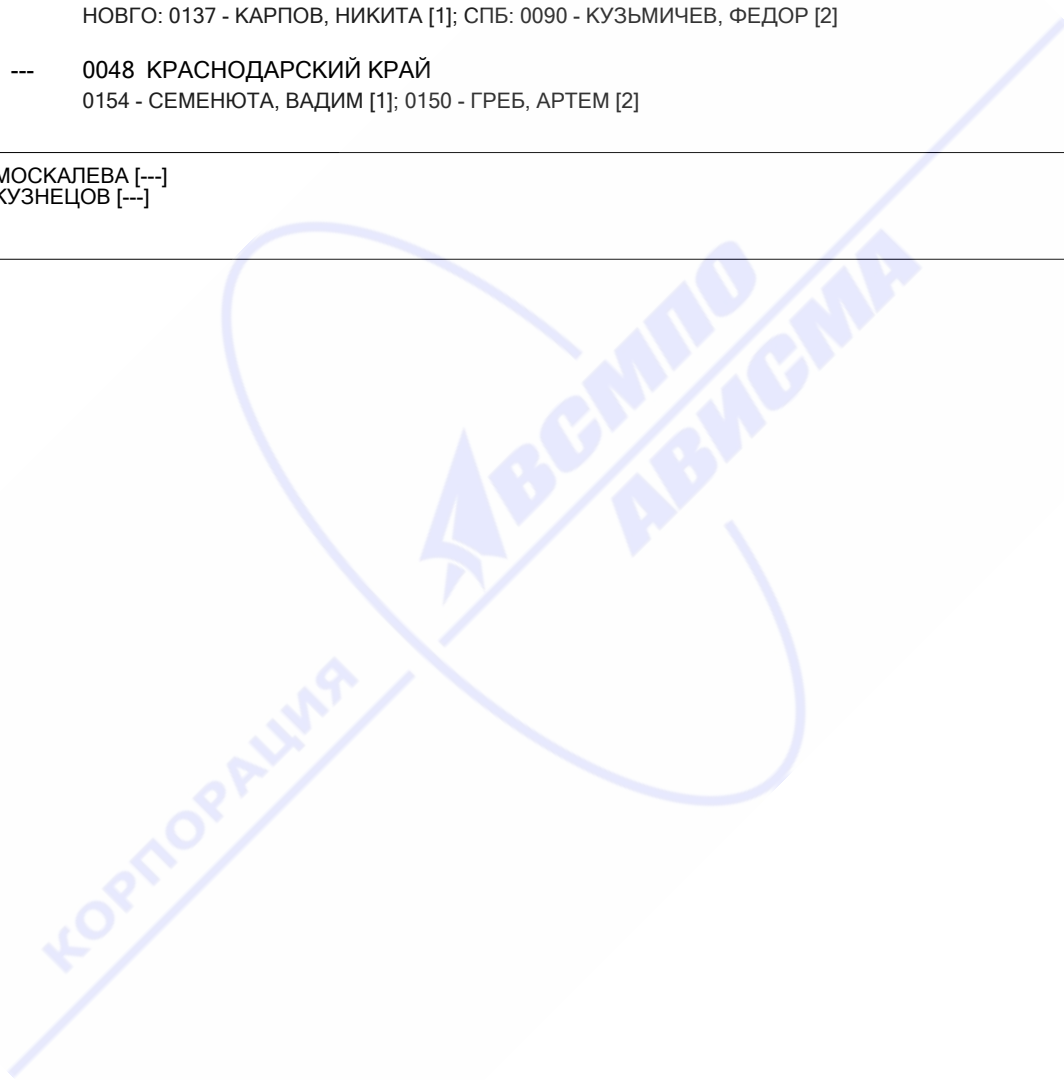 НОВГО: 0137 - КАРПОВ, НИКИТА [1]; СПБ: 0090 - КУЗЬМИЧЕВ, ФЕДОР [2]
--- 0048 КРАСНОДАРСКИЙ КРАЙ
0154 - СЕМЕНЮТА, ВАДИМ [1]; 0150 - ГРЕБ, АРТЕМ [2]
МОСКАЛЕВА [---]
КУЗНЕЦОВ [---]
ВСМПО
АВИСМА
КОРПОРАЦИЯ